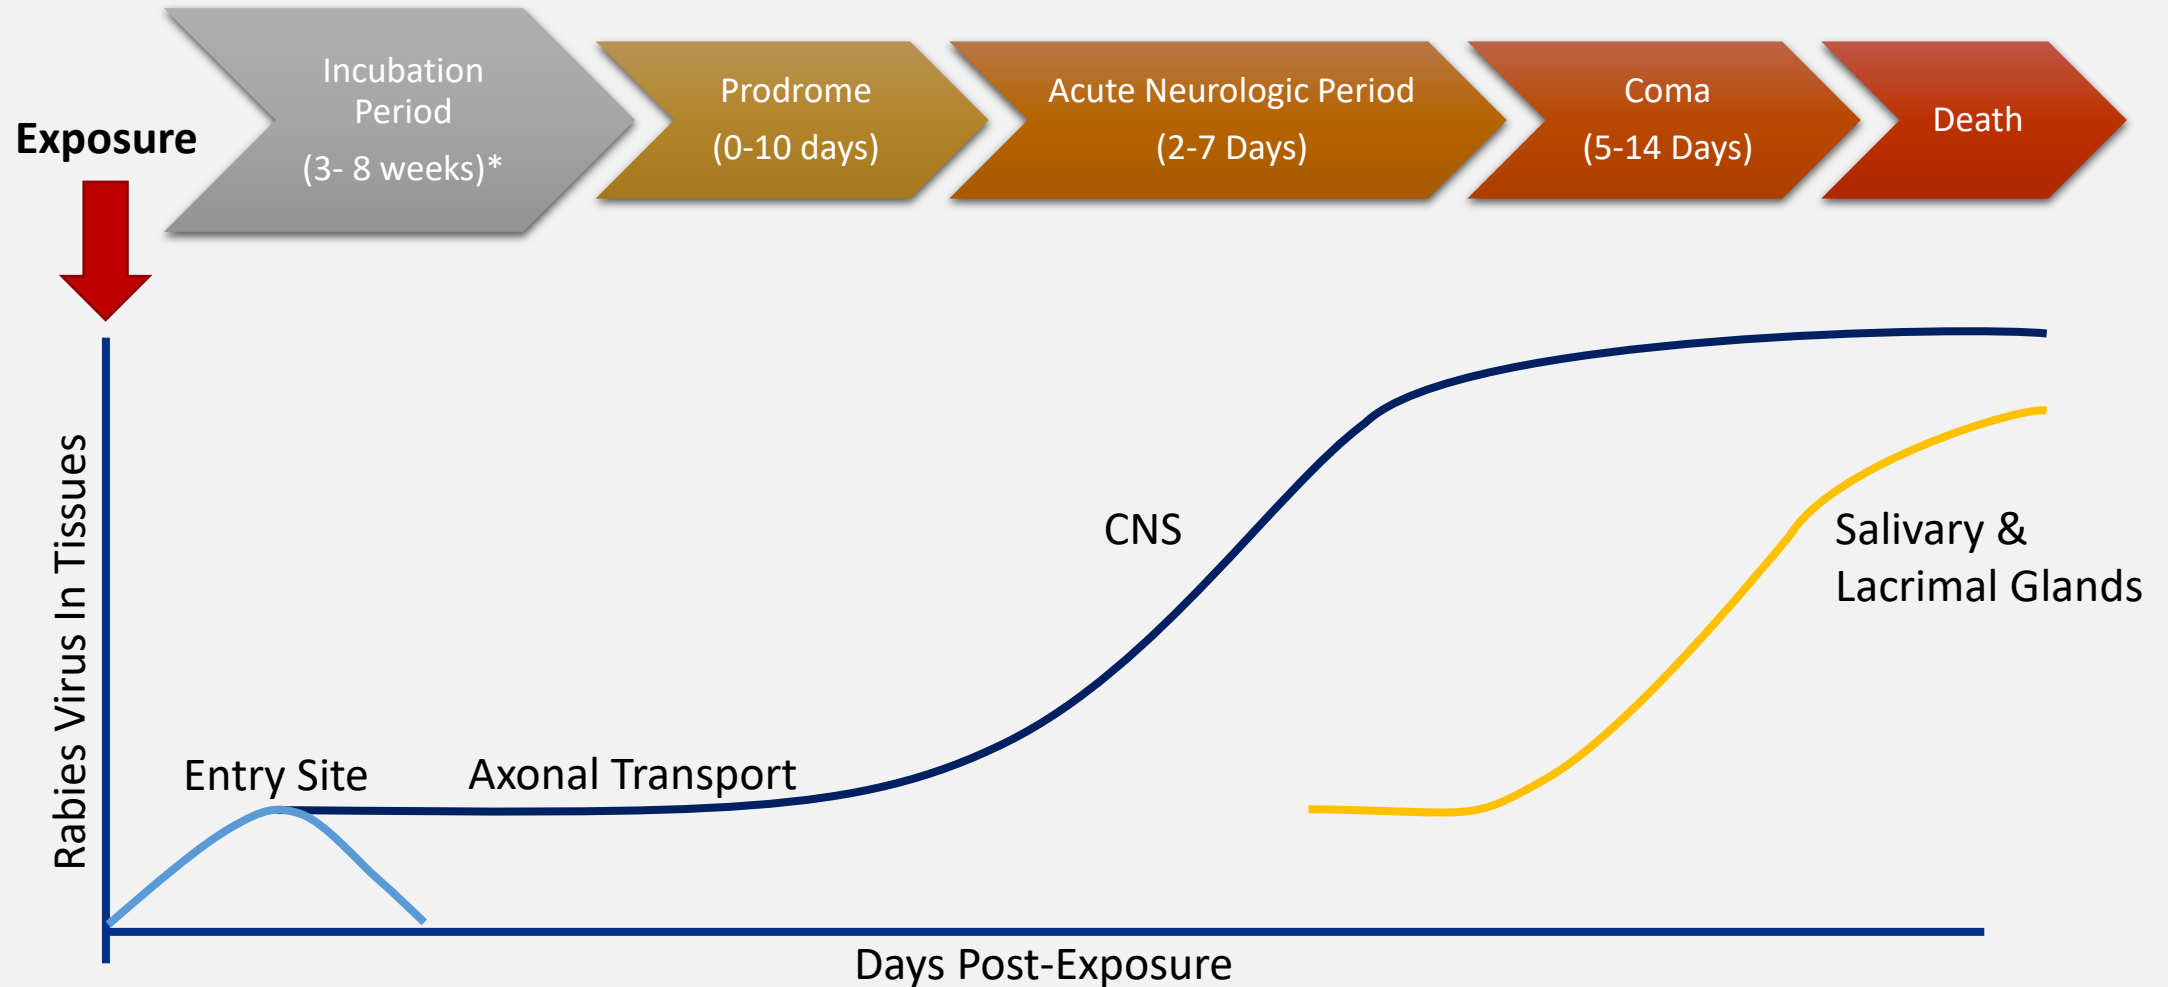 Incubation
Period
(3- 8 weeks)*
Prodrome
(0-10 days)
Acute Neurologic Period
(2-7 Days)
Coma
(5-14 Days)
Death
Exposure
Rabies Virus In Tissues
Entry Site
Axonal Transport
CNS
Salivary &
Lacrimal Glands
Days Post-Exposure